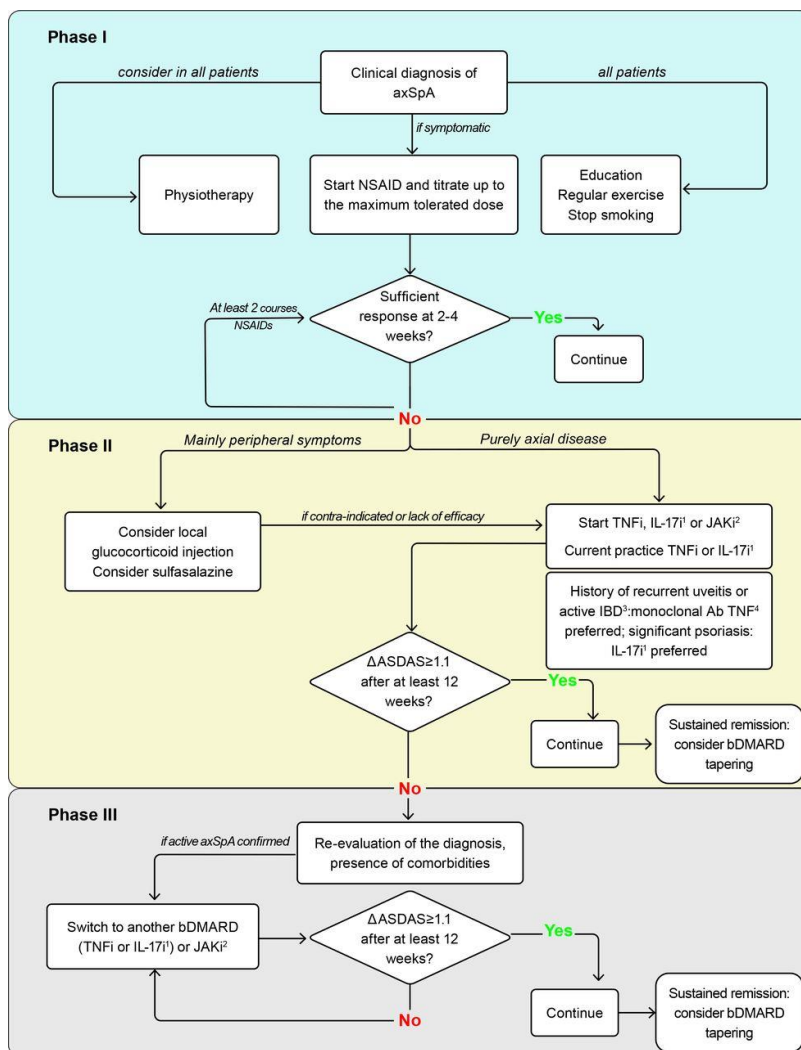 Phase I
consider in all patients
Clinical diagnosis of
axSpA
all patients
if symptomatic
Physiotherapy
Start NSAID and titrate up to
the maximum tolerated dose
Education
Regular exercise
Stop smoking
At least 2 courses
NSAIDs
Sufficient
response at 2-4
weeks?
Yes
Continue
No
Phase II
Mainly peripheral symptoms
Purely axial disease
Consider local
glucocorticoid injection
Consider sulfasalazine
if contra-indicated or lack of efficacy
Start TNFi, IL-17i¹ or JAKi²
Current practice TNFi or IL-17i¹
History of recurrent uveitis or
active IBD³:monoclonal Ab TNF⁴
preferred; significant psoriasis:
IL-17i¹ preferred
ΔASDAS≥1.1
after at least 12
weeks?
Yes
Continue
Sustained remission:
consider bDMARD
tapering
No
Phase III
if active axSpA confirmed
Re-evaluation of the diagnosis,
presence of comorbidities
Switch to another bDMARD
(TNFi or IL-17i¹) or JAKi²
ΔASDAS≥1.1
after at least 12
weeks?
Yes
Continue
Sustained remission:
consider bDMARD
tapering
No